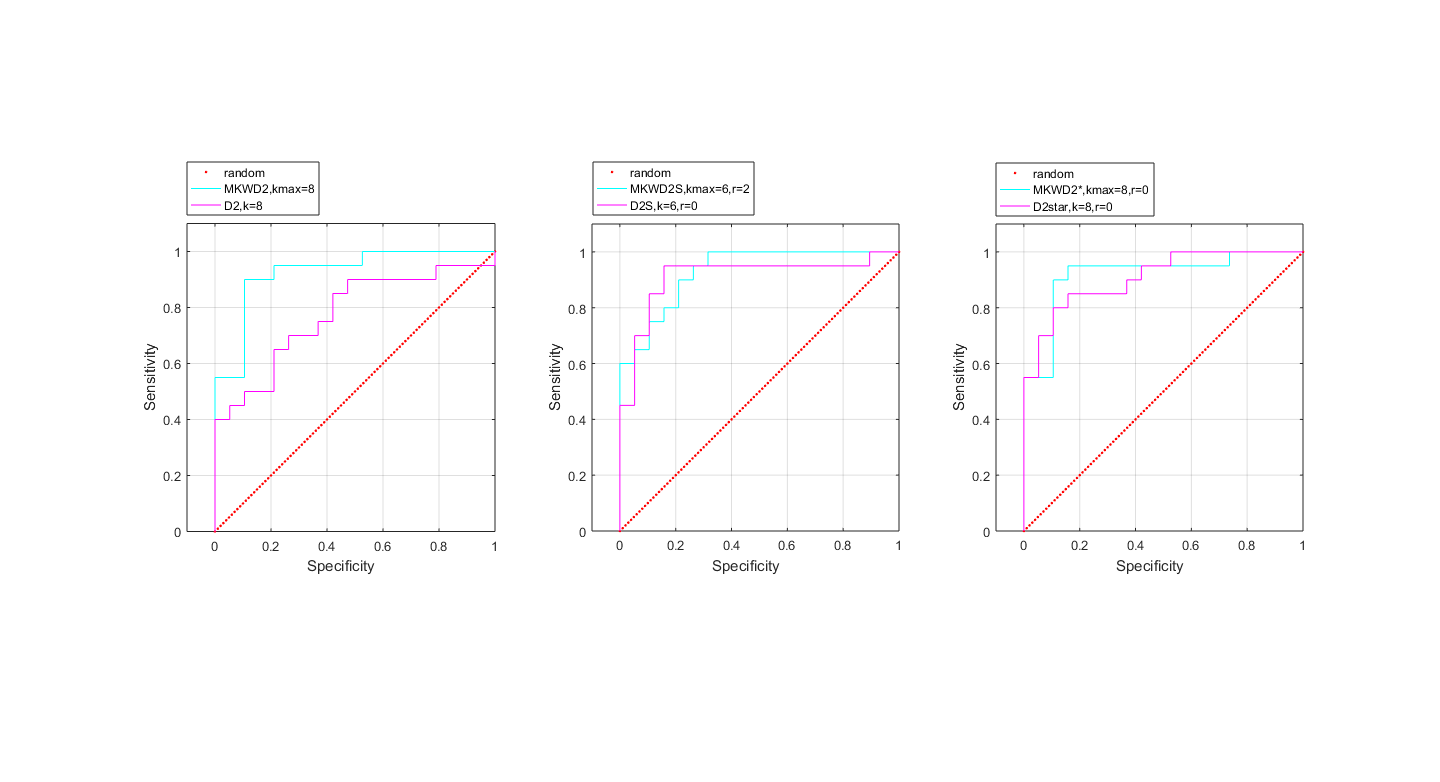 random
MKWD2,kmax=8
D2,k=8
1
0.8
0.6
0.4
0.2
0
Sensitivity
0 0.2 0.4 0.6 0.8 1
Specificity
random
MKWD2S,kmax=6,r=2
D2S,k=6,r=0
1
0.8
0.6
0.4
0.2
0
Sensitivity
0 0.2 0.4 0.6 0.8 1
Specificity
random
MKWD2*,kmax=8,r=0
D2star,k=8,r=0
1
0.8
0.6
0.4
0.2
0
Sensitivity
0 0.2 0.4 0.6 0.8 1
Specificity